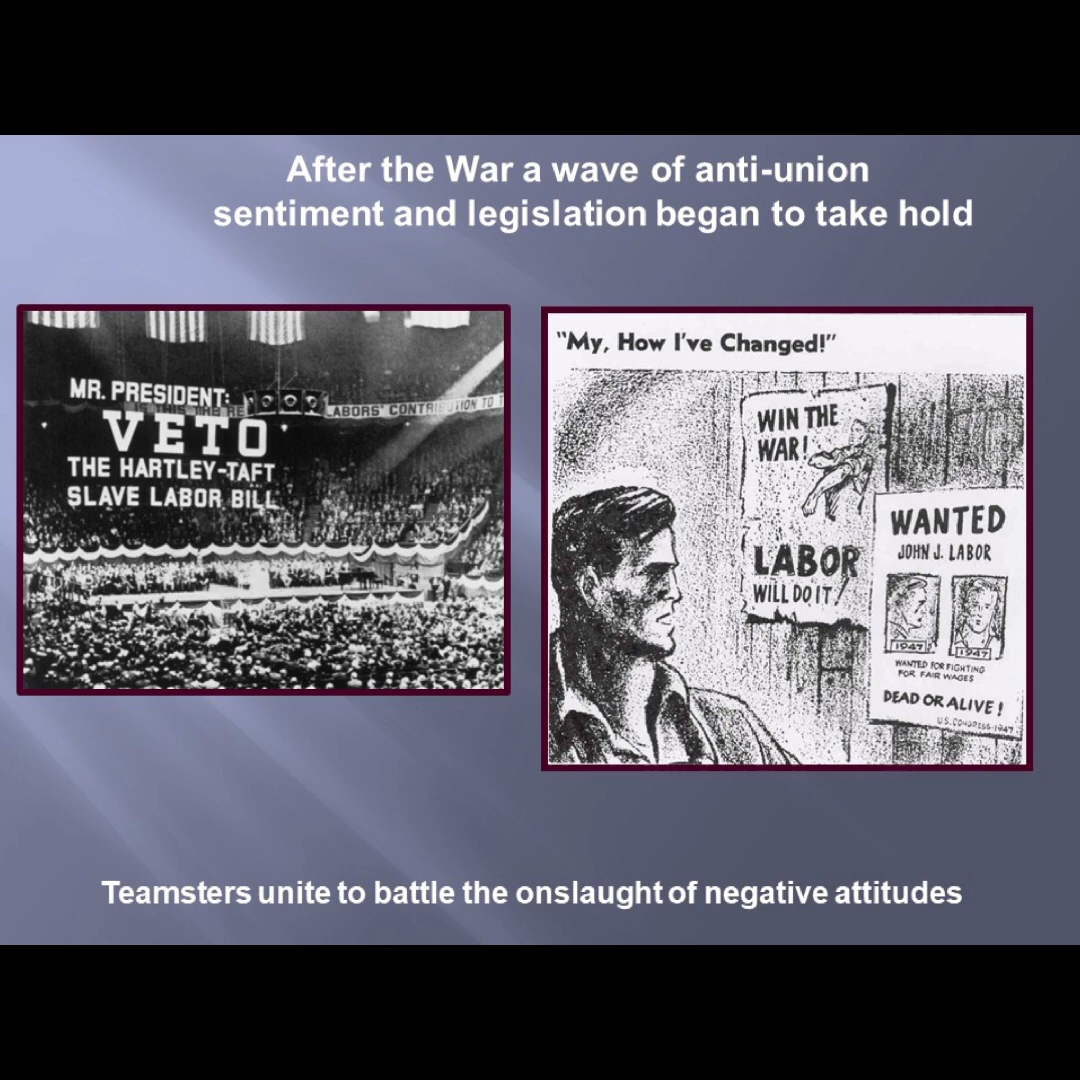 After the War a wave of anti-union
sentiment and legislation began to take hold
MR. PRESIDENT:
LABORS' CONTRIBUTION TO
VETO
THE HARTLEY-TAFT
SLAVE LABOR BILL
"My, How I've Changed!"
WIN THE
WAR!
LABOR
WILL DO IT!
WANTED
JOHN J. LABOR
1947
1947
WANTED FOR FIGHTING
FOR FAIR WAGES
DEAD OR ALIVE!
U.S. CONGRESS-1947
Teamsters unite to battle the onslaught of negative attitudes